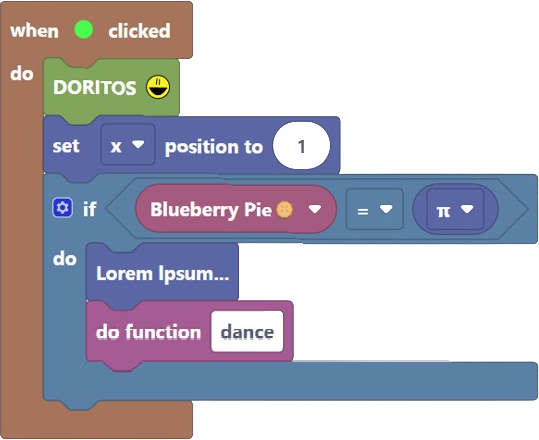 when clicked
do
DORITOS
set x position to 1
if Blueberry Pie = π
do
Lorem Ipsum...
do function dance